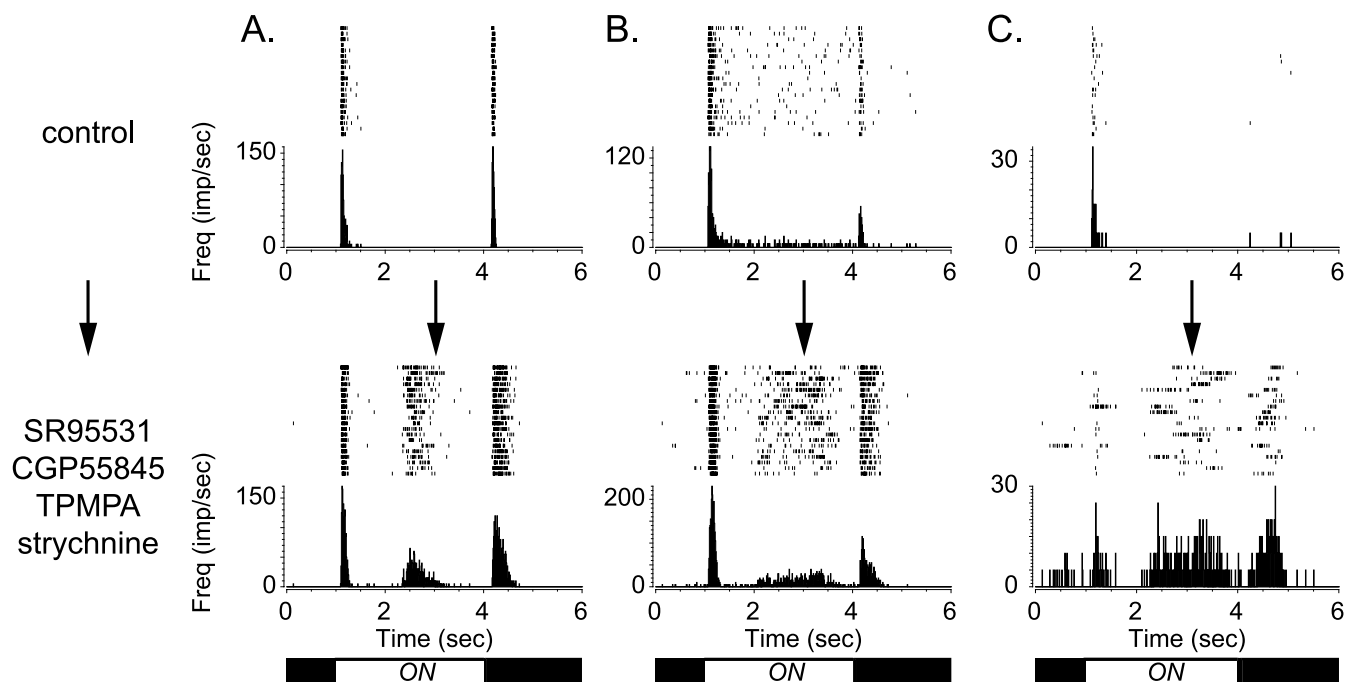 A.
B.
C.
control
Freq (imp/sec)
150
0
0 2 4 6
120
0
0 2 4 6
30
0
0 2 4 6
SR95531
CGP55845
TPMPA
strychnine
Freq (imp/sec)
150
0
0 2 4 6
Time (sec)
ON
200
0
0 2 4 6
Time (sec)
ON
30
0
0 2 4 6
Time (sec)
ON